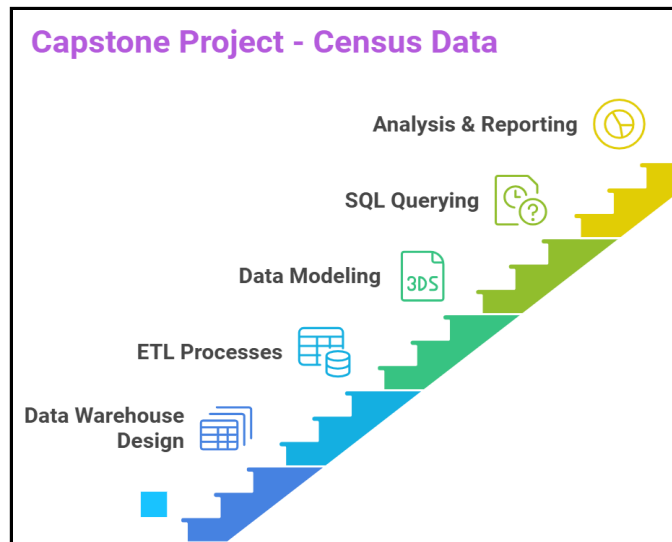 Capstone Project - Census Data
Analysis & Reporting
SQL Querying
Data Modeling
3DS
ETL Processes
Data Warehouse
Design
?